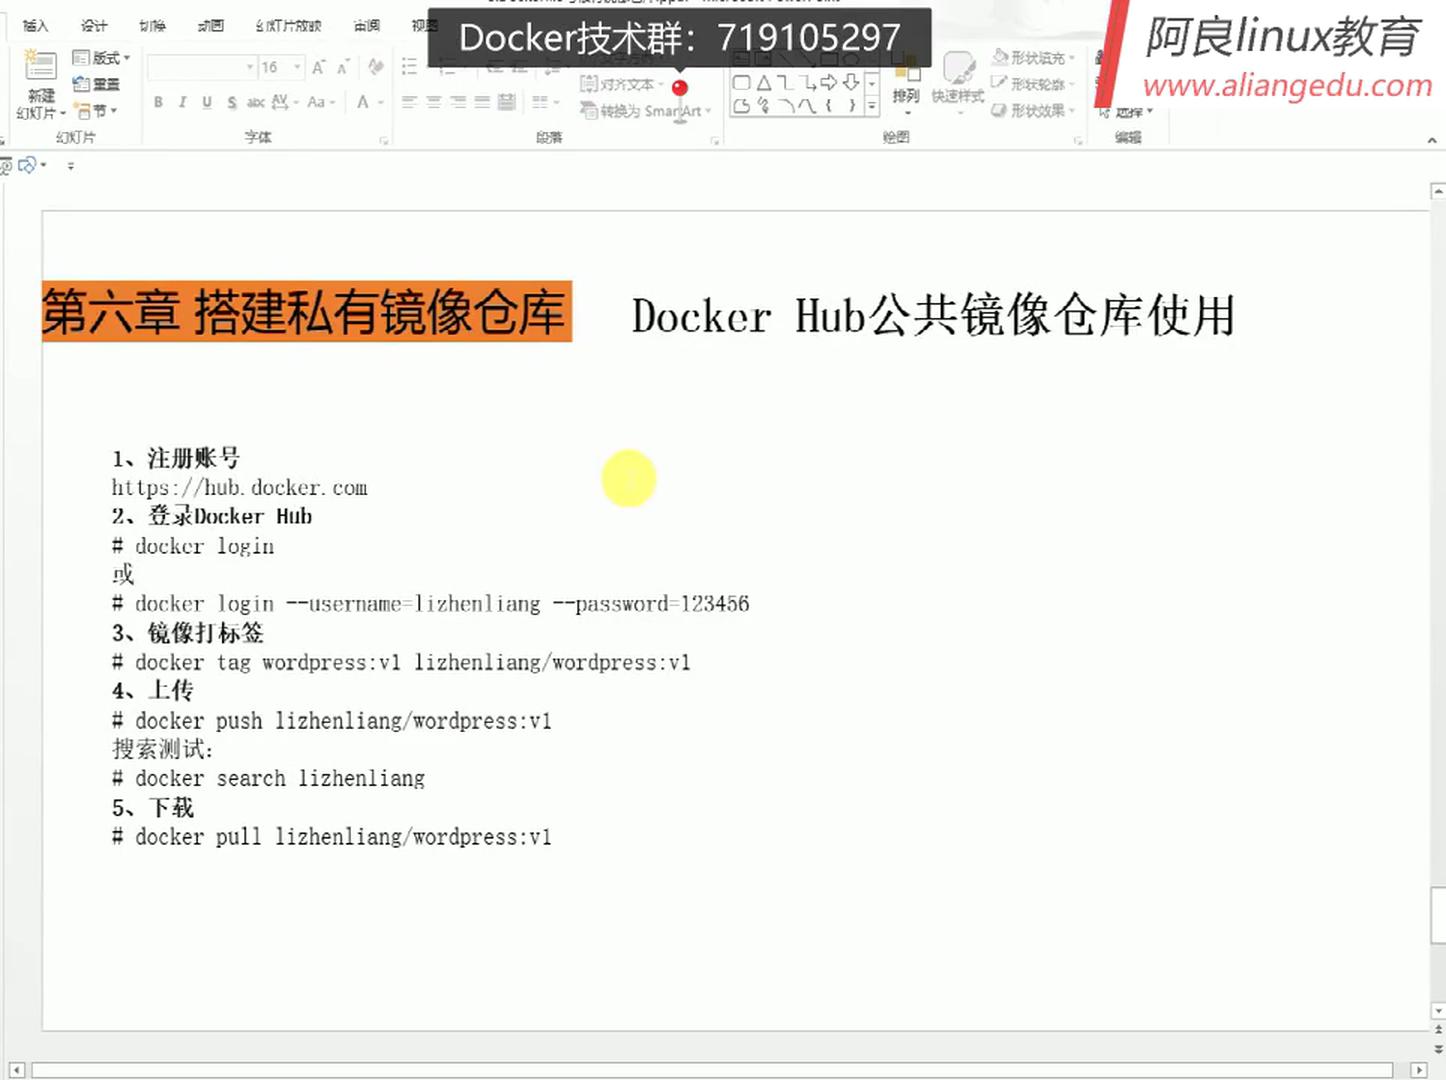 插入 设计 切换 动画 幻灯片放映 审阅 视图
Docker技术群：719105297
阿良linux教育
www.aliangedu.com
新建
幻灯片
版式
重置
节
幻灯片
16
B I U S abc AV Aa A
字体
对齐文本
转换为 SmartArt
段落
排列
快速样式
形状填充
形状轮廓
形状效果
绘图
选择
编辑
第六章 搭建私有镜像仓库
Docker Hub公共镜像仓库使用
1、注册账号
https://hub.docker.com
2、登录Docker Hub
# docker login
或
# docker login --username=lizhenliang --password=123456
3、镜像打标签
# docker tag wordpress:v1 lizhenliang/wordpress:v1
4、上传
# docker push lizhenliang/wordpress:v1
搜索测试：
# docker search lizhenliang
5、下载
# docker pull lizhenliang/wordpress:v1